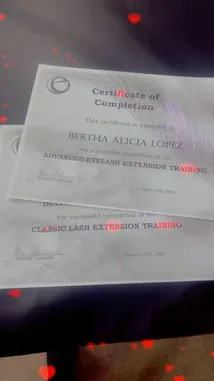 Certificate of
Completion
This certificate is awarded to
BERTHA ALICIA LOPEZ
For successful completion of the
ADVANCED EYELASH EXTENSION TRAINING
For successful completion of the
CLASSIC LASH EXTENSION TRAINING